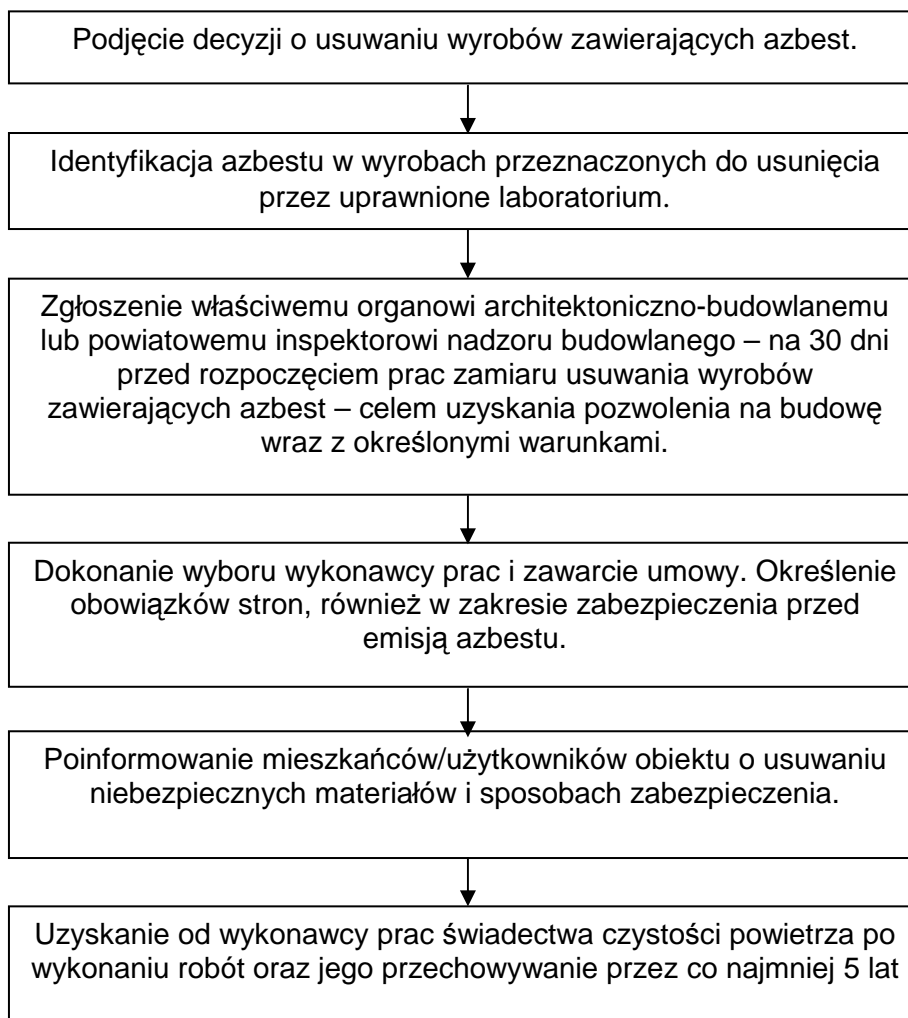 Podjęcie decyzji o usuwaniu wyrobów zawierających azbest.
Identyfikacja azbestu w wyrobach przeznaczonych do usunięcia
przez uprawnione laboratorium.
Zgłoszenie właściwemu organowi architektoniczno-budowlanemu
lub powiatowemu inspektorowi nadzoru budowlanego – na 30 dni
przed rozpoczęciem prac zamiaru usuwania wyrobów
zawierających azbest – celem uzyskania pozwolenia na budowę
wraz z określonymi warunkami.
Dokonanie wyboru wykonawcy prac i zawarcie umowy. Określenie
obowiązków stron, również w zakresie zabezpieczenia przed
emisją azbestu.
Poinformowanie mieszkańców/użytkowników obiektu o usuwaniu
niebezpiecznych materiałów i sposobach zabezpieczenia.
Uzyskanie od wykonawcy prac świadectwa czystości powietrza po
wykonaniu robót oraz jego przechowywanie przez co najmniej 5 lat